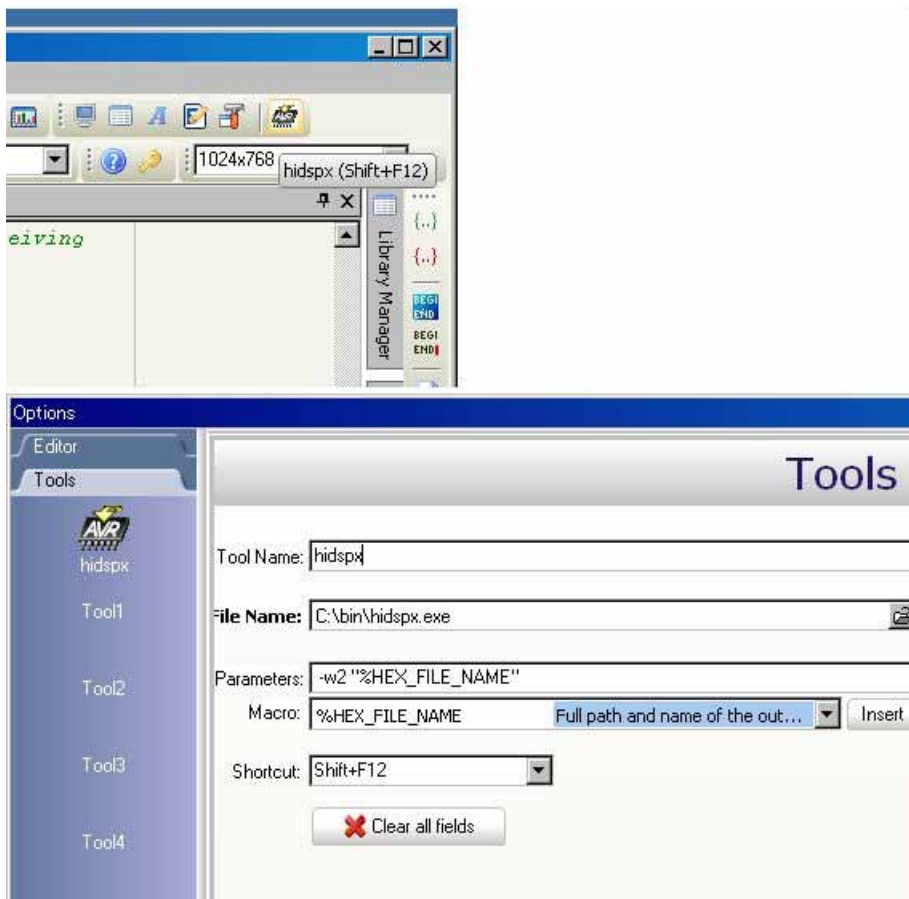 1024x768
hidspx (Shift+F12)
eiving
Library Manager
{..}
{..}
BEGI
END
BEGI
END
Options
Editor
Tools
Tools
AVR
hidspx
Tool1
Tool2
Tool3
Tool4
Tool Name: hidspx
File Name: C:\bin\hidspx.exe
Parameters: -w2 "%HEX_FILE_NAME"
Macro: %HEX_FILE_NAME Full path and name of the out... Insert
Shortcut: Shift+F12
Clear all fields